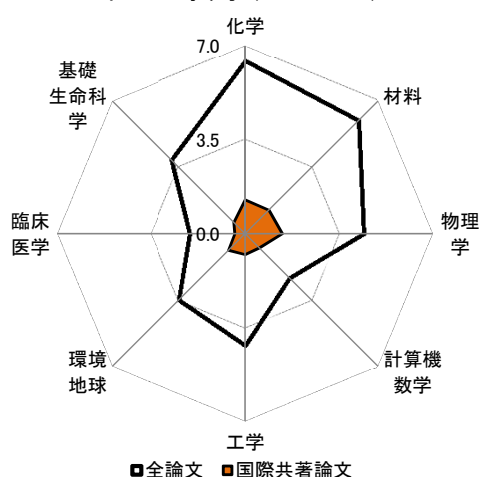 化学
7.0
基礎
生命科
学
材料
3.5
臨床
医学
0.0
物理
学
環境
地球
計算機
数学
工学
全論文 国際共著論文